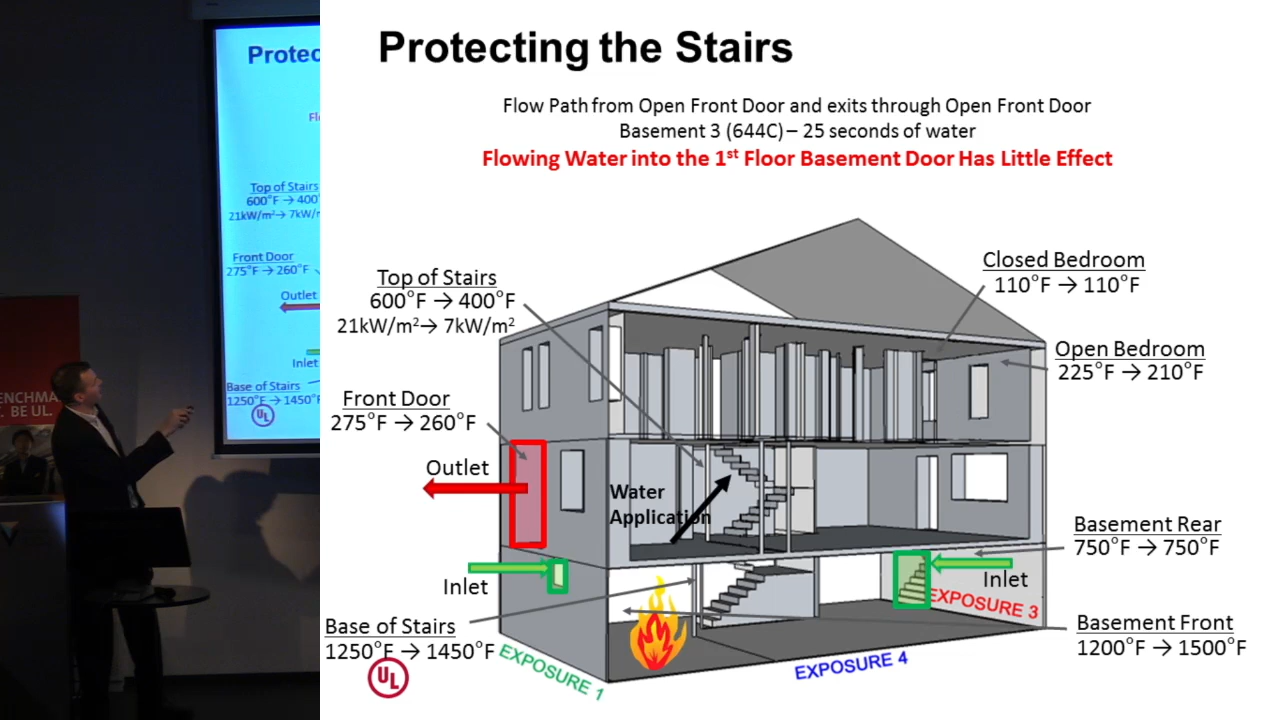 Protecting the Stairs
Flow Path from Open Front Door and exits through Open Front Door
Basement 3 (644C) – 25 seconds of water
Flowing Water into the 1st Floor Basement Door Has Little Effect
Top of Stairs
600°F → 400°F
21kW/m²→ 7kW/m²
Closed Bedroom
110°F → 110°F
Open Bedroom
225°F → 210°F
Front Door
275°F → 260°F
Outlet
Water
Application
Inlet
Basement Rear
750°F → 750°F
Inlet
Base of Stairs
1250°F → 1450°F
Basement Front
1200°F → 1500°F
EXPOSURE 1
EXPOSURE 4
EXPOSURE 3
UL
Protec
Fl
Top of Stairs
600°F → 400°
21kW/m²→ 7kW/m
Front Door
275°F → 260°F
Outlet
Inlet
Base of Stairs
1250°F → 1450°F
UL
ENCHMA
. BE UL.